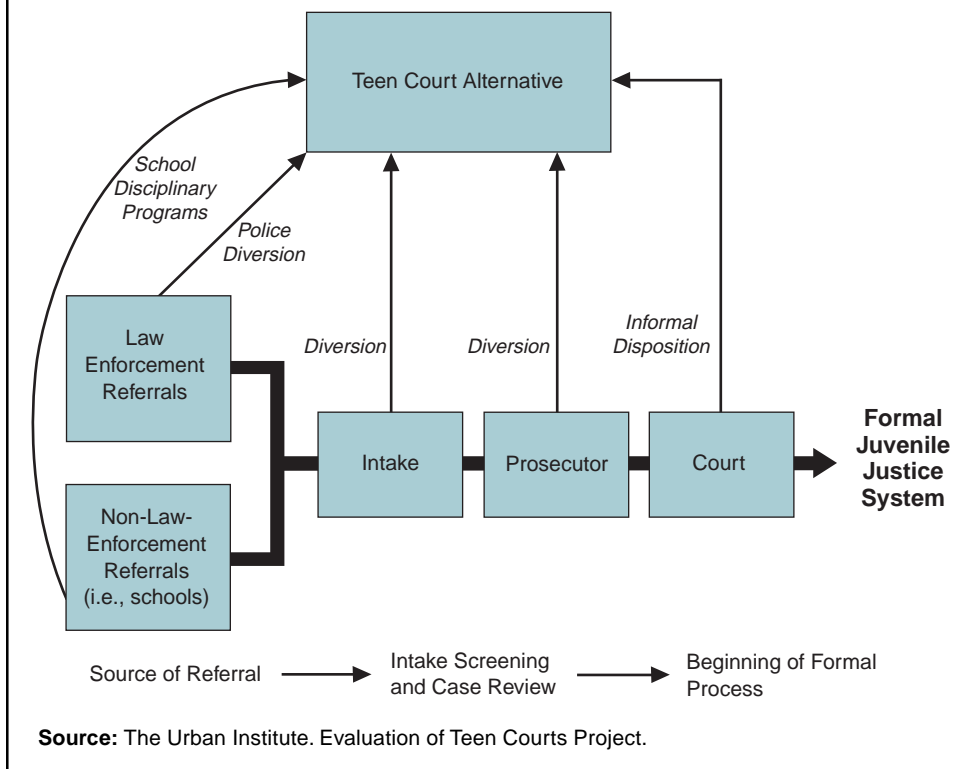 Teen Court Alternative
School
Disciplinary
Programs
Police
Diversion
Law
Enforcement
Referrals
Diversion
Diversion
Informal
Disposition
Intake
Prosecutor
Court
Formal
Juvenile
Justice
System
Non-Law-
Enforcement
Referrals
(i.e., schools)
Source of Referral
Intake Screening
and Case Review
Beginning of Formal
Process
Source: The Urban Institute. Evaluation of Teen Courts Project.